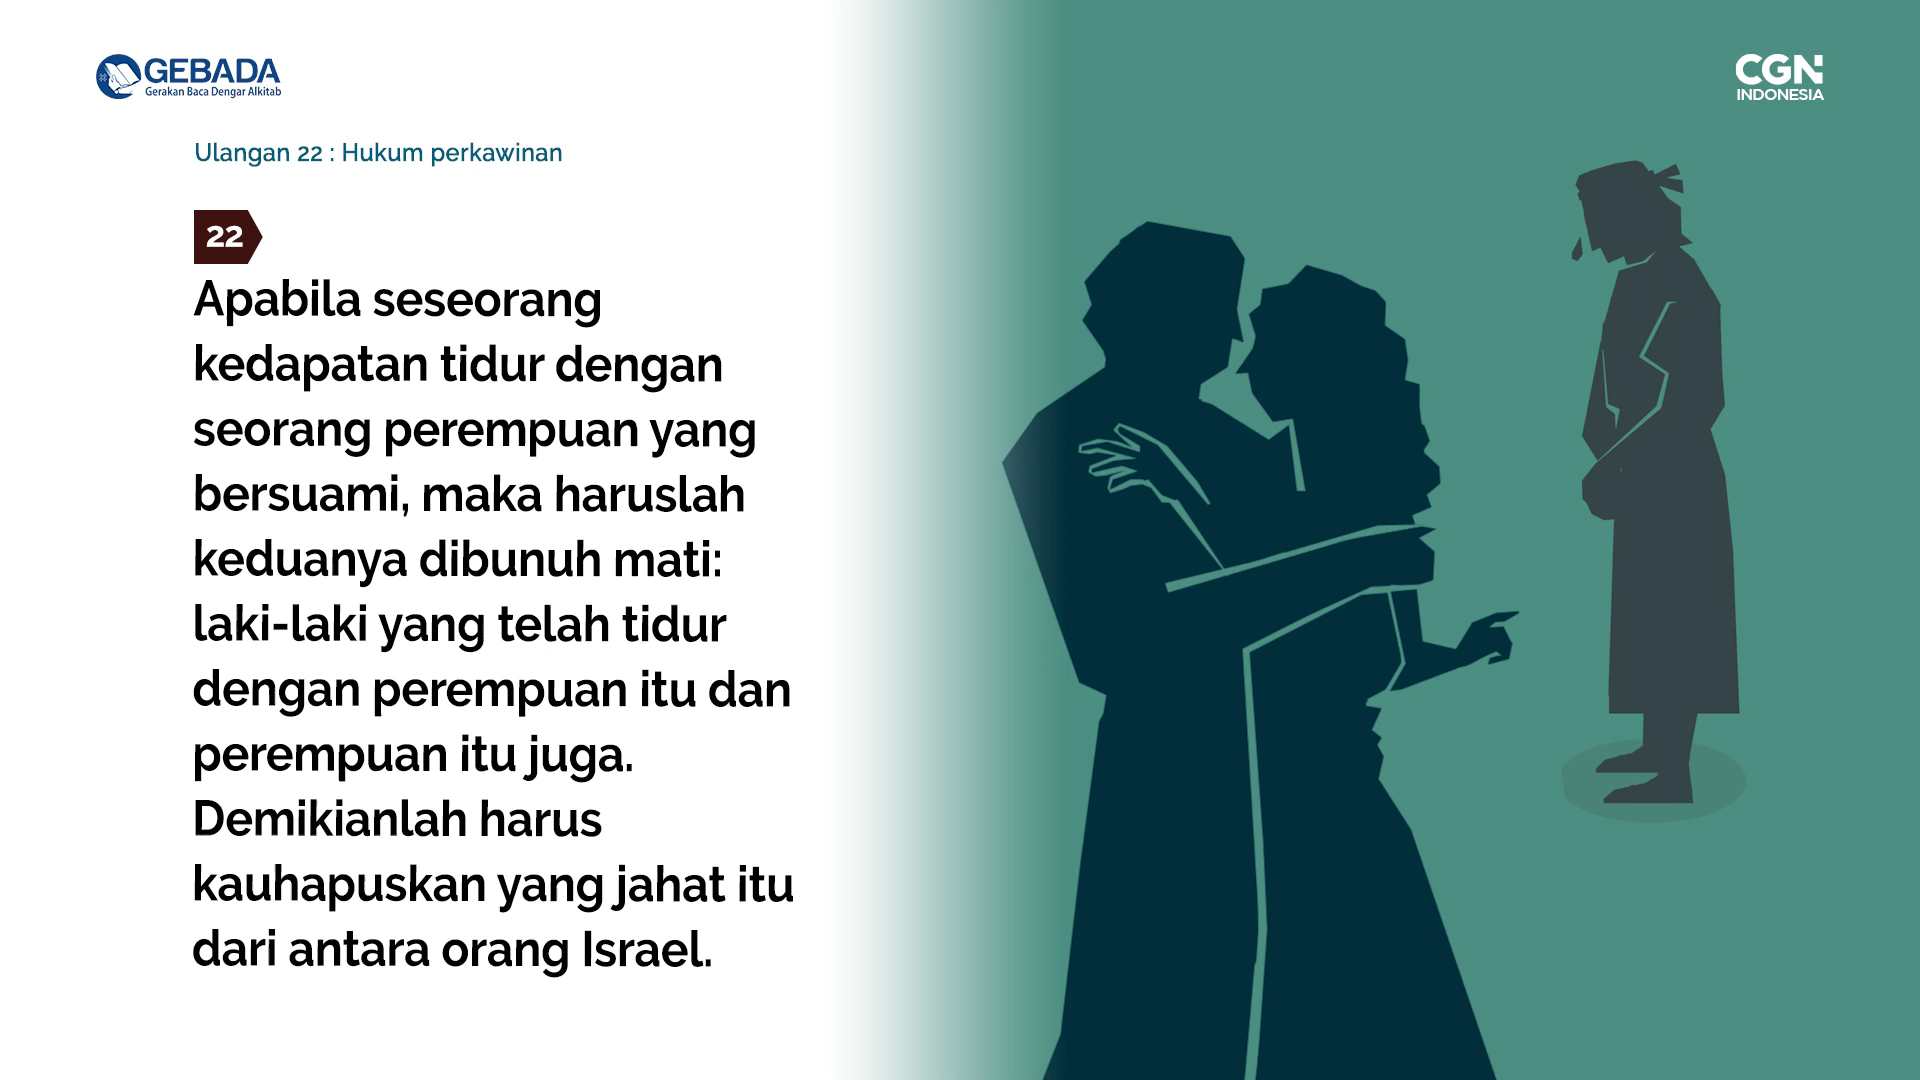 GEBADA
Gerakan Baca Dengar Alkitab
CGN
INDONESIA
Ulangan 22 : Hukum perkawinan
22
Apabila seseorang
kedapatan tidur dengan
seorang perempuan yang
bersuami, maka haruslah
keduanya dibunuh mati:
laki-laki yang telah tidur
dengan perempuan itu dan
perempuan itu juga.
Demikianlah harus
kauhapuskan yang jahat itu
dari antara orang Israel.